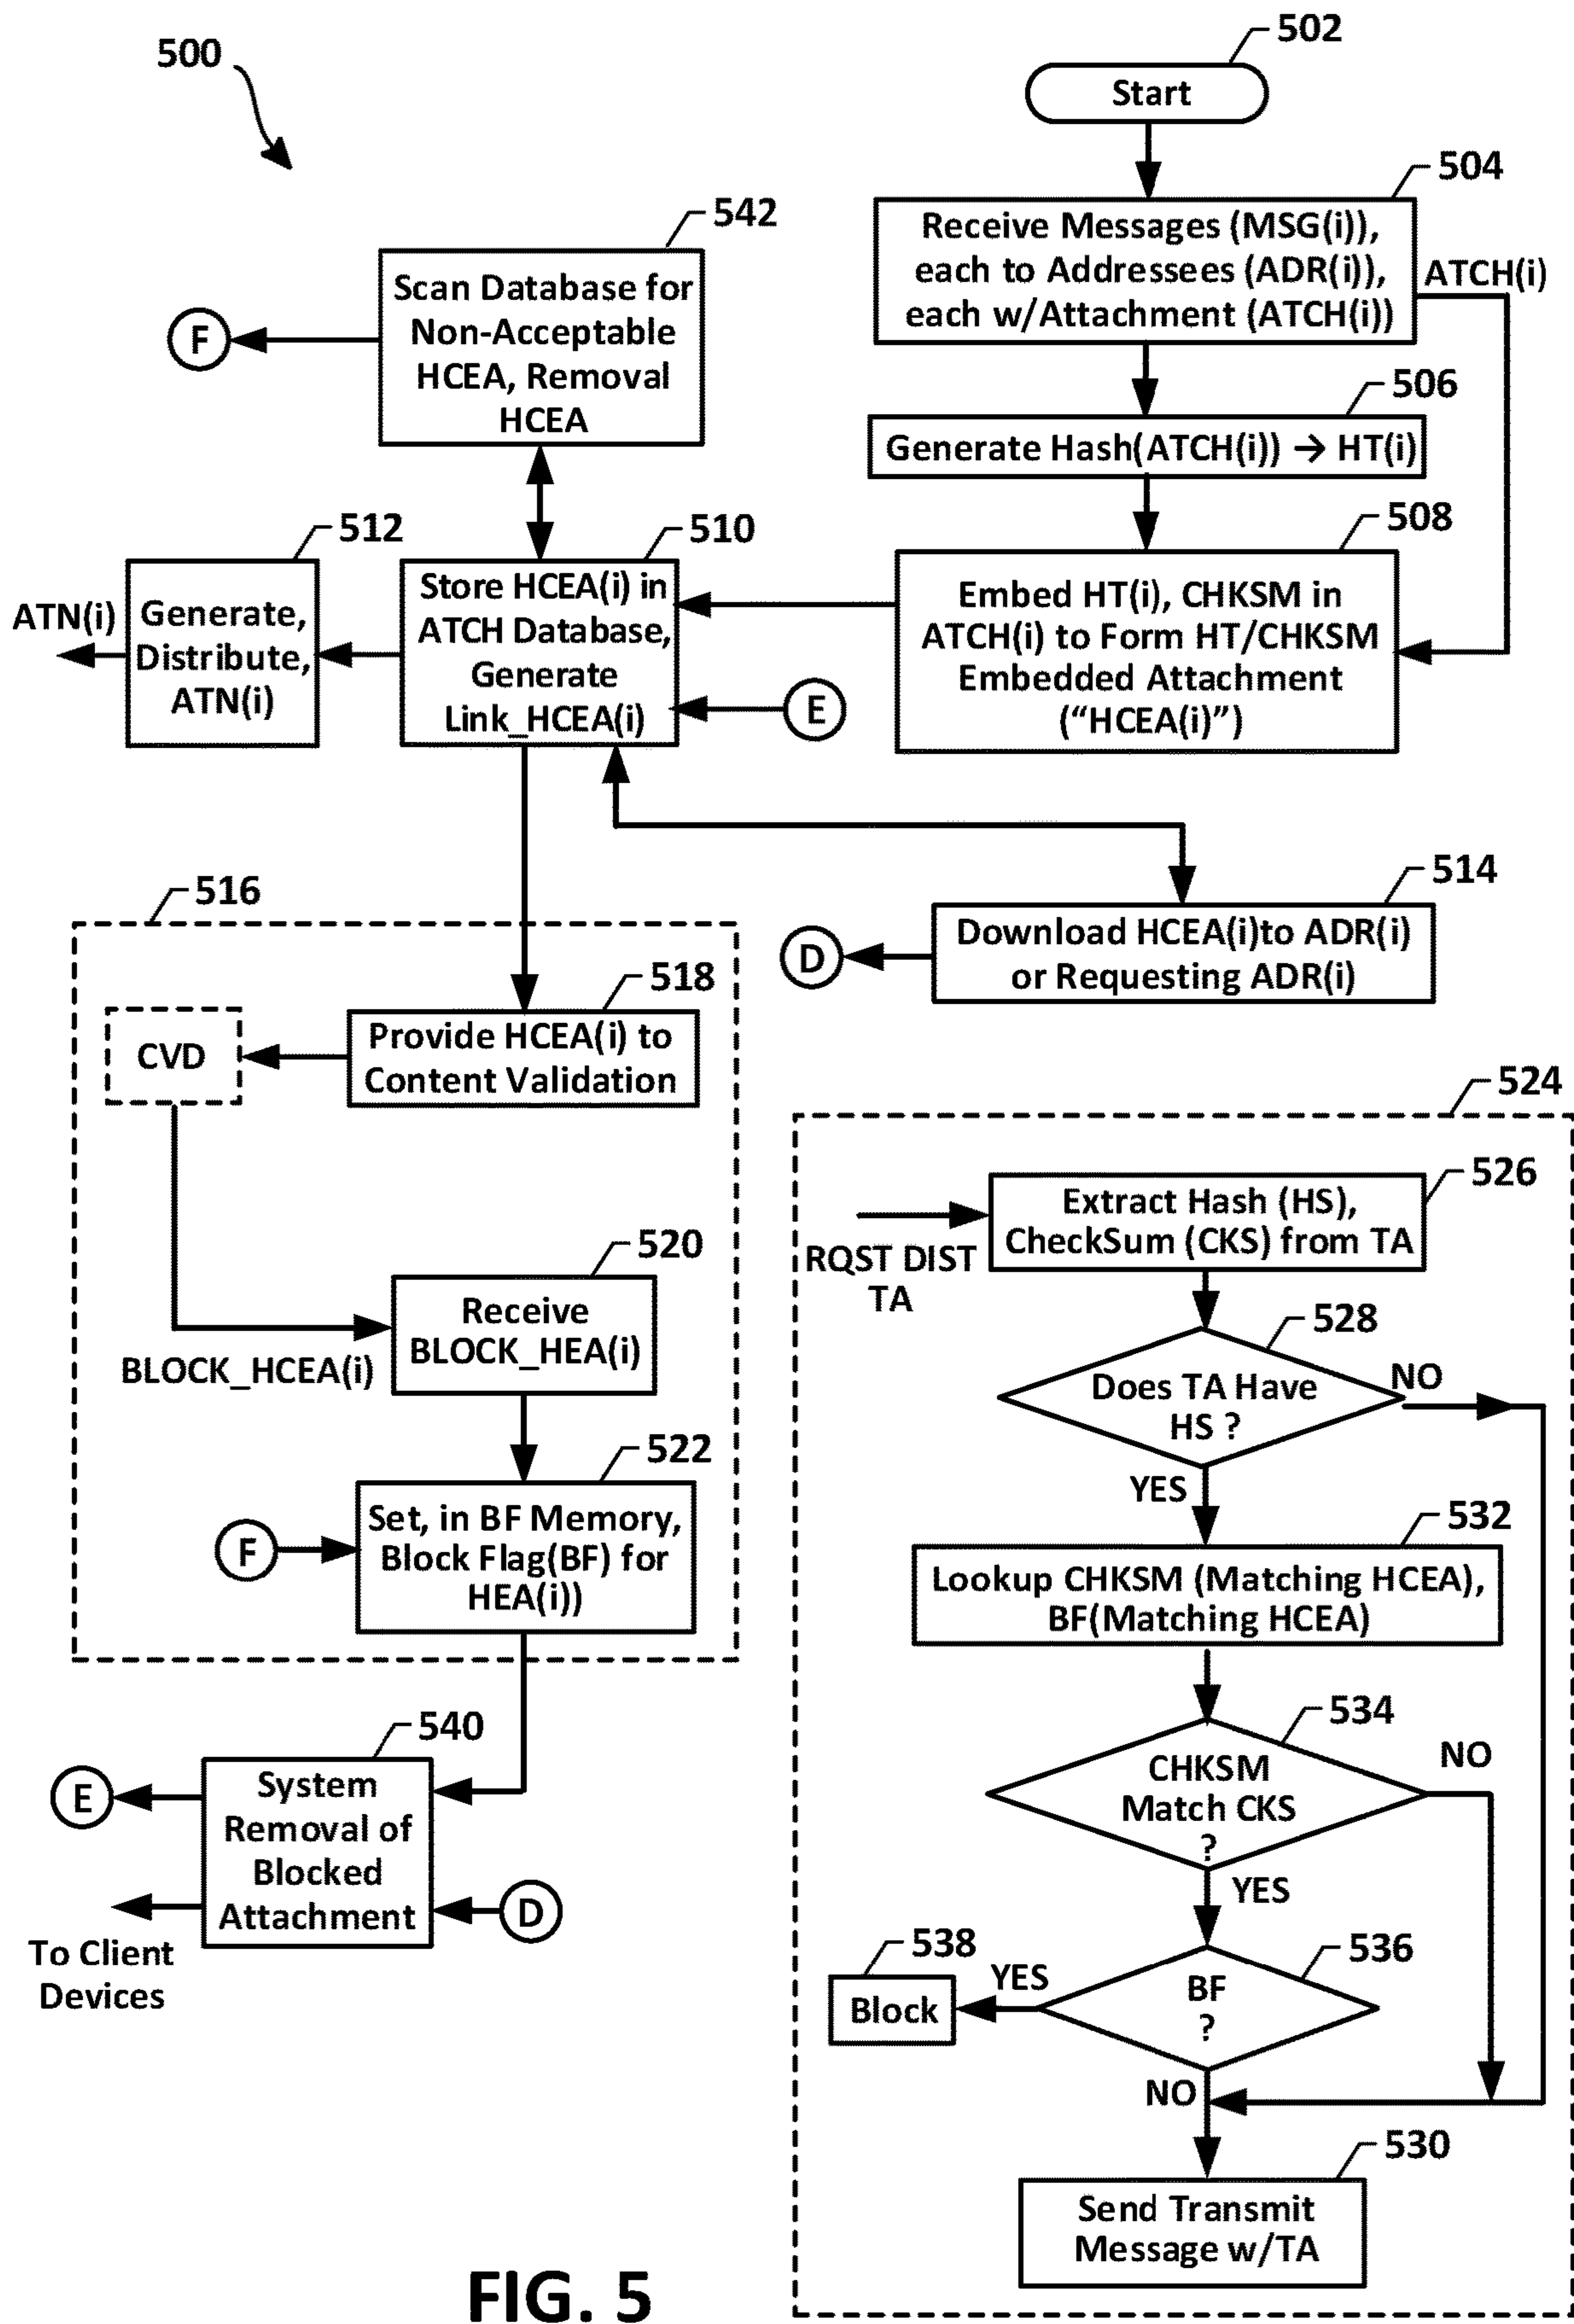 500
502
Start
504
Receive Messages (MSG(i)),
each to Addressees (ADR(i)),
each w/Attachment (ATCH(i))
ATCH(i)
506
Generate Hash(ATCH(i)) → HT(i)
508
Embed HT(i), CHKSM in
ATCH(i) to Form HT/CHKSM
Embedded Attachment
(“HCEA(i)”)
542
Scan Database for
Non-Acceptable
HCEA, Removal
HCEA
F
510
Store HCEA(i) in
ATCH Database,
Generate
Link_HCEA(i)
E
512
Generate,
Distribute,
ATN(i)
ATN(i)
514
Download HCEA(i)to ADR(i)
or Requesting ADR(i)
D
516
518
Provide HCEA(i) to
Content Validation
CVD
520
Receive
BLOCK_HEA(i)
BLOCK_HCEA(i)
522
Set, in BF Memory,
Block Flag(BF) for
HEA(i))
F
540
System
Removal of
Blocked
Attachment
E
D
To Client
Devices
524
526
Extract Hash (HS),
CheckSum (CKS) from TA
RQST DIST
TA
528
Does TA Have
HS ?
NO
YES
532
Lookup CHKSM (Matching HCEA),
BF(Matching HCEA)
534
CHKSM
Match CKS
?
NO
YES
536
BF
?
YES
538
Block
NO
530
Send Transmit
Message w/TA
FIG. 5